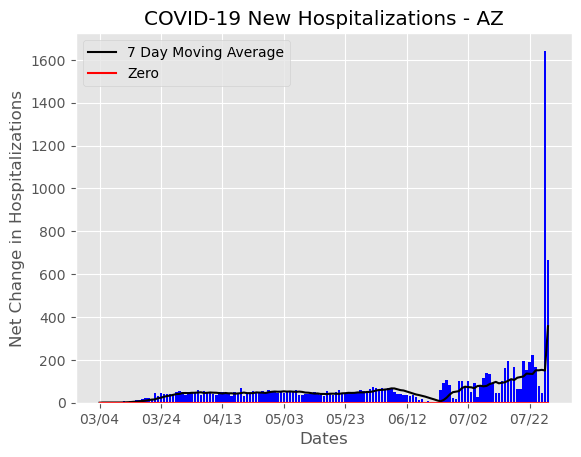 COVID-19 New Hospitalizations - AZ
7 Day Moving Average
Zero
Net Change in Hospitalizations
1600
1400
1200
1000
800
600
400
200
0
03/04 03/24 04/13 05/03 05/23 06/12 07/02 07/22
Dates